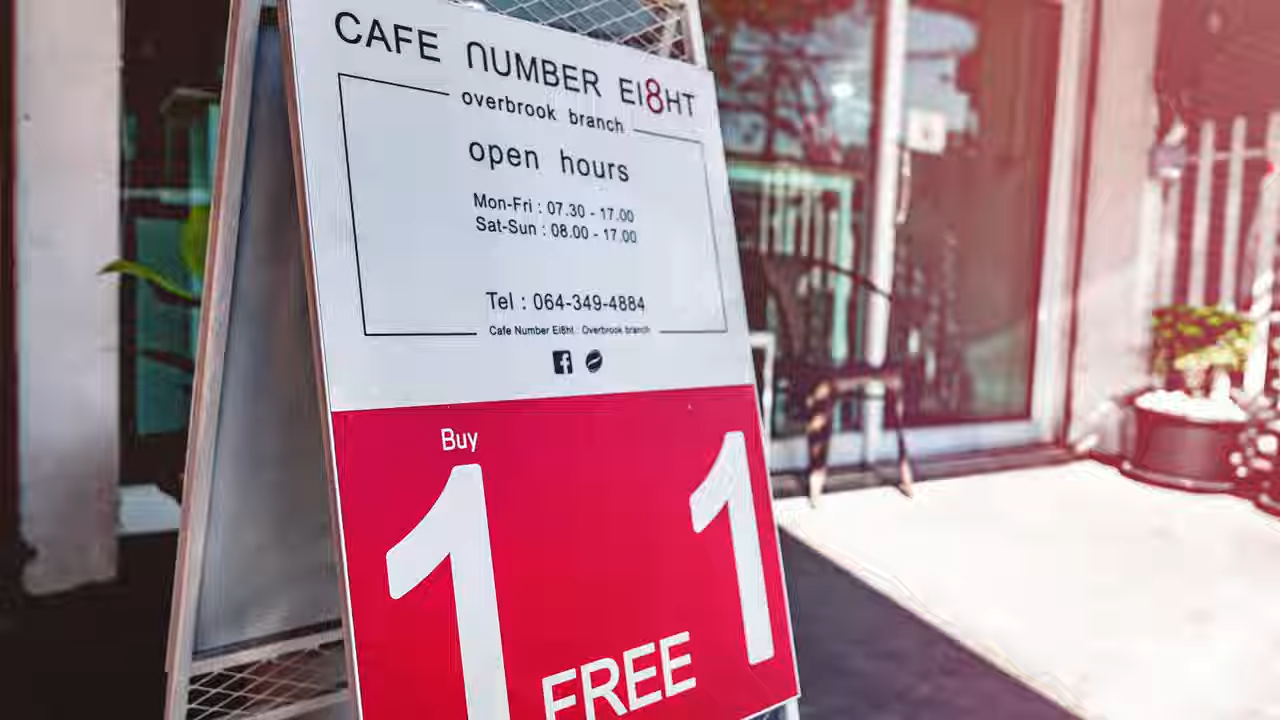 CAFE NUMBER EI8HT
overbrook branch
open hours
Mon-Fri : 07.30 - 17.00
Sat-Sun : 08.00 - 17.00
Tel : 064-349-4884
Cafe Number Ei8ht : Overbrook branch
Buy
1 1
FREE